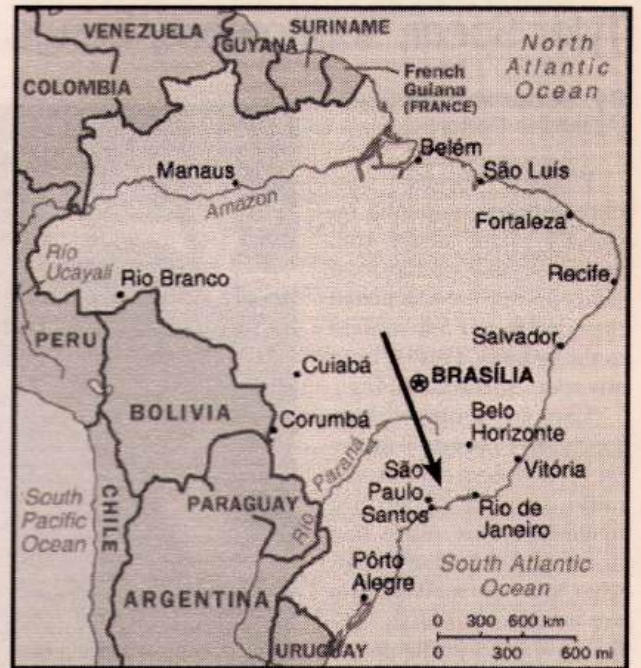 VENEZUELA
SURINAME
GUYANA
North
Atlantic
Ocean
COLOMBIA
French
Guiana
(FRANCE)
Belém
Manaus
São Luís
Amazon
Fortaleza
Río
Ucayali
Rio Branco
Recife
PERU
Salvador
Cuiabá
BRASÍLIA
BOLIVIA
Corumbá
Belo
Horizonte
Rio Paraná
São
Paulo
Vitória
South
Pacific
Ocean
CHILE
PARAGUAY
Santos
Rio de
Janeiro
Pôrto
Alegre
South Atlantic
Ocean
ARGENTINA
URUGUAY
0 300 600 km
0 300 600 mi